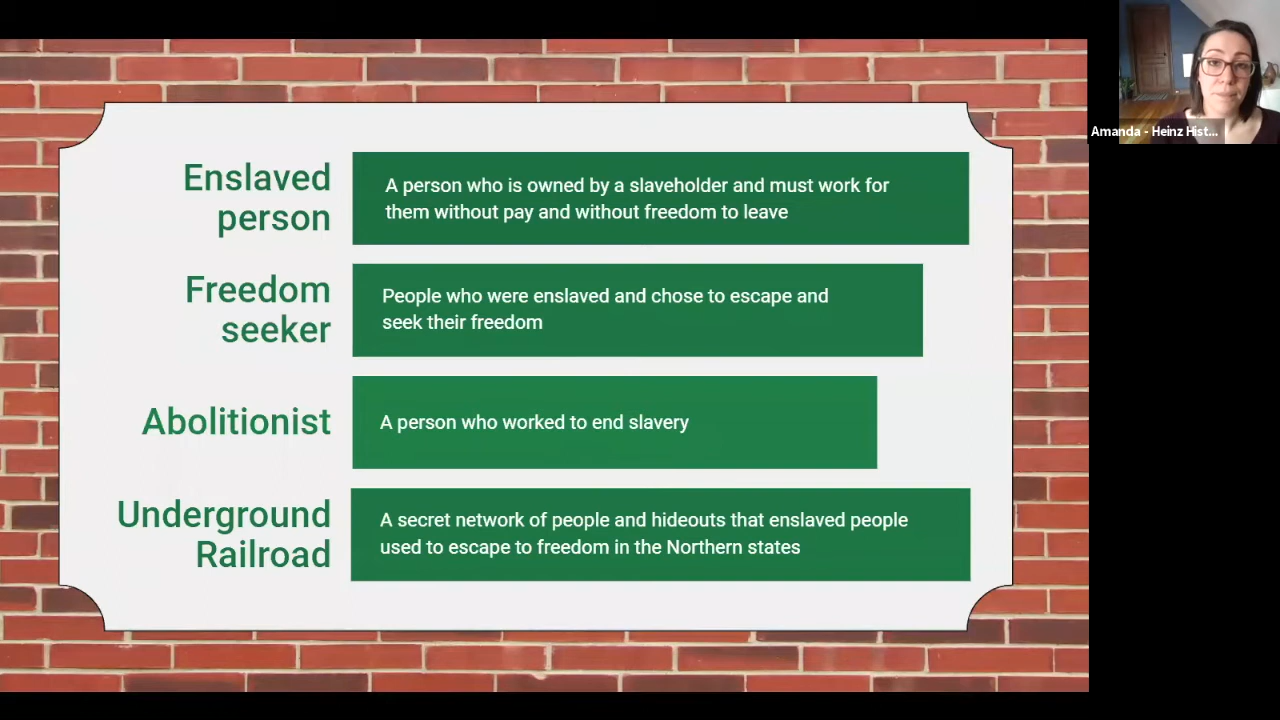 Enslaved
person
A person who is owned by a slaveholder and must work for
them without pay and without freedom to leave
Freedom
seeker
People who were enslaved and chose to escape and
seek their freedom
Abolitionist
A person who worked to end slavery
Underground
Railroad
A secret network of people and hideouts that enslaved people
used to escape to freedom in the Northern states
Amanda - Heinz Hist...